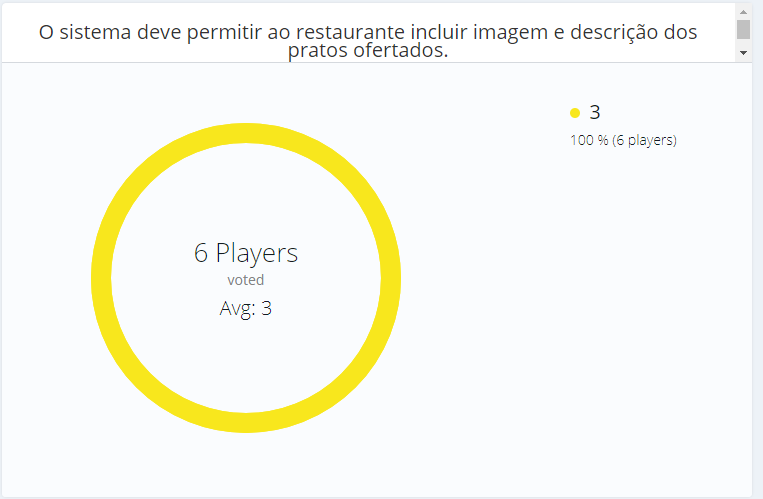 O sistema deve permitir ao restaurante incluir imagem e descrição dos
pratos ofertados.
3
100 % (6 players)
6 Players
voted
Avg: 3